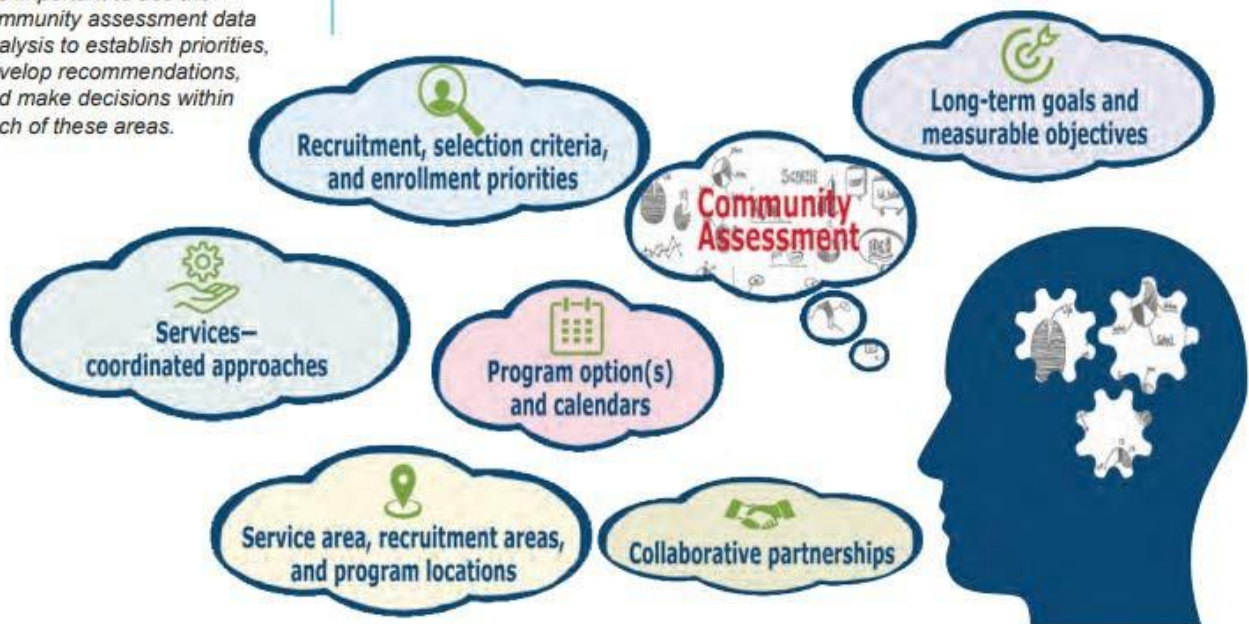 mmunity assessment data
alysis to establish priorities,
velop recommendations,
d make decisions within
ch of these areas.
Recruitment, selection criteria,
and enrollment priorities
Long-term goals and
measurable objectives
Community
Assessment
Services—
coordinated approaches
Program option(s)
and calendars
Service area, recruitment areas,
and program locations
Collaborative partnerships